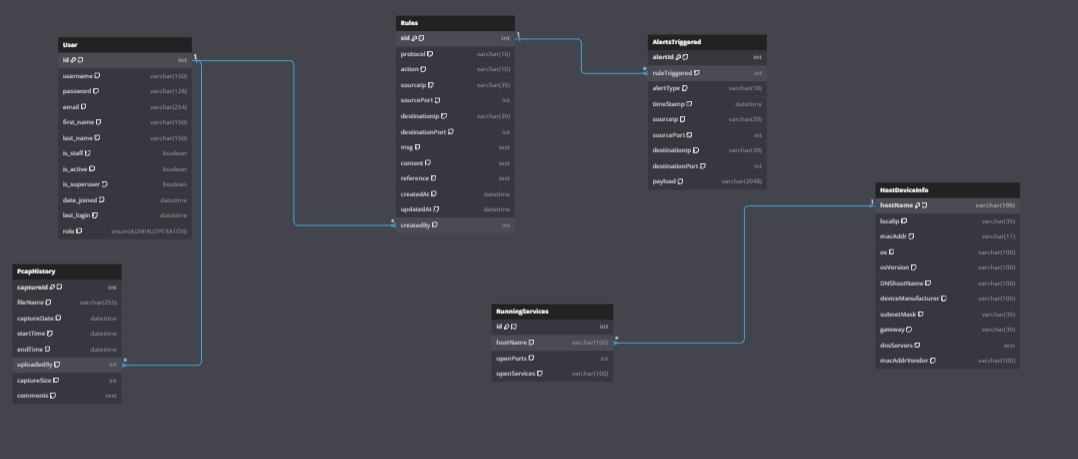 User
id int
username varchar(150)
password varchar(128)
email varchar(254)
first_name varchar(150)
last_name varchar(150)
is_staff boolean
is_active boolean
is_superuser boolean
date_joined datetime
last_login datetime
role enum(ADMIN,OPERATOR)
1
PcapHistory
captureId int
fileName varchar(255)
captureDate datetime
startTime datetime
endTime datetime
uploadedBy int
captureSize int
comments text
*
Rules
sid int
protocol varchar(10)
action varchar(10)
sourceIp varchar(39)
sourcePort int
destinationIp varchar(39)
destinationPort int
msg text
content text
reference text
createdAt datetime
updatedAt datetime
createdBy int
*
1
AlertsTriggered
alertId int
ruleTriggered int
alertType varchar(10)
timeStamp datetime
sourceIp varchar(39)
sourcePort int
destinationIp varchar(39)
destinationPort int
payload varchar(2048)
*
RunningServices
id int
hostName varchar(100)
openPorts int
openServices varchar(100)
*
1
HostDeviceInfo
hostName varchar(100)
localIp varchar(39)
macAddr varchar(17)
os varchar(100)
osVersion varchar(100)
DNShostName varchar(100)
deviceManufacturer varchar(100)
subnetMask varchar(39)
gateway varchar(39)
dnsServers text
macAddrVendor varchar(100)